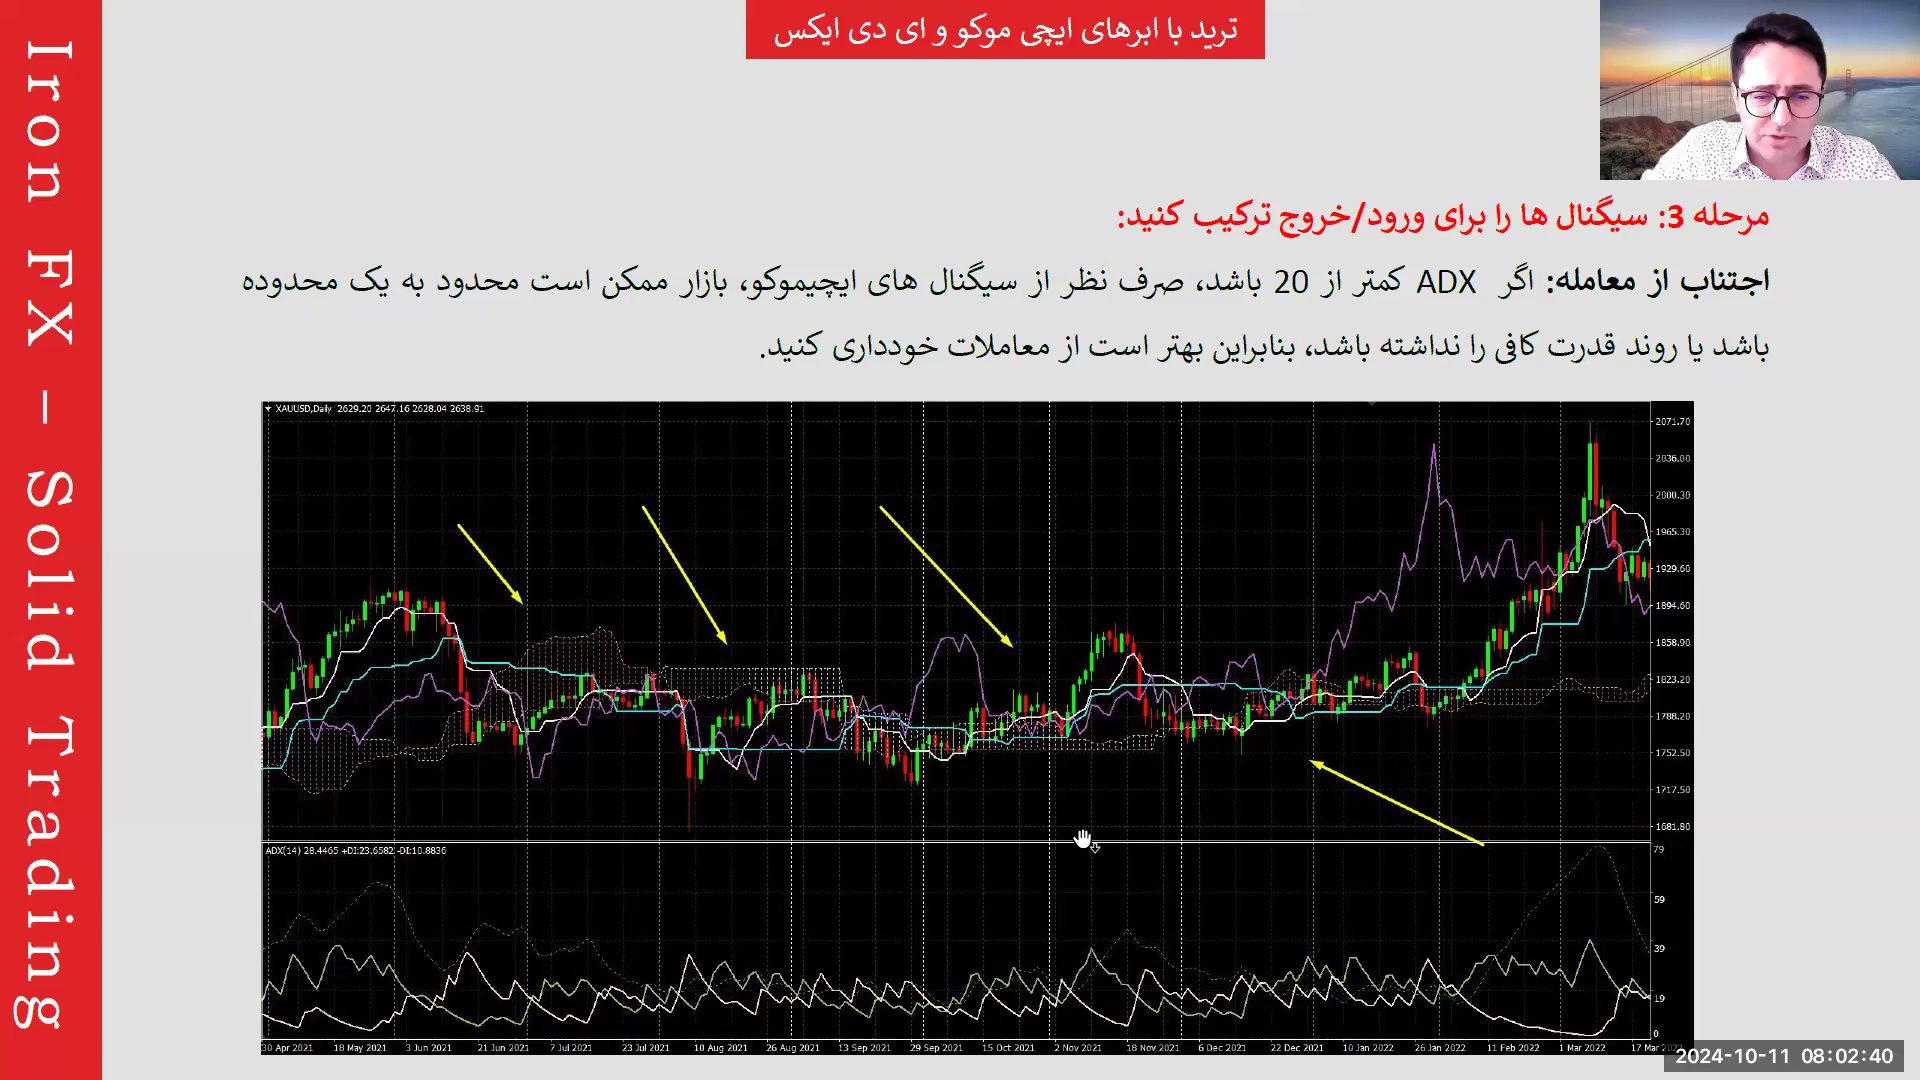 ترید با ابرهای ایچی موکو و ای دی ایکس
Iron FX – Solid Trading
مرحله 3: سیگنال ها را برای ورود/خروج ترکیب کنید:
اجتناب از معامله: اگر ADX کمتر از 20 باشد، صرف نظر از سیگنال های ایچیموکو، بازار ممکن است محدود به یک محدوده
باشد یا روند قدرت کافی را نداشته باشد، بنابراین بهتر است از معاملات خودداری کنید.
XAUUSD,Daily 2629.20 2647.16 2628.04 2638.91
2071.70
2036.00
2000.30
1965.30
1929.60
1894.60
1858.90
1823.20
1788.20
1752.50
1717.50
1681.80
ADX(14) 28.4465 +DI:23.6582 -DI:10.8836
79
59
39
19
0
30 Apr 2021 18 May 2021 3 Jun 2021 21 Jun 2021 7 Jul 2021 23 Jul 2021 10 Aug 2021 26 Aug 2021 13 Sep 2021 29 Sep 2021 15 Oct 2021 2 Nov 2021 18 Nov 2021 6 Dec 2021 22 Dec 2021 10 Jan 2022 26 Jan 2022 11 Feb 2022 1 Mar 2022 17 Mar
2024-10-11 08:02:40